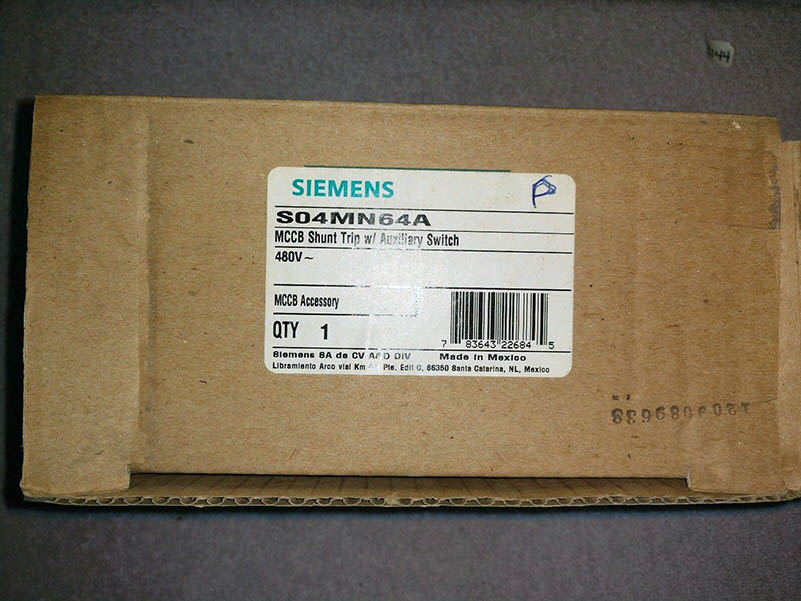 44
SIEMENS
P
S04MN64A
MCCB Shunt Trip w/ Auxiliary Switch
480V ~
MCCB Accessory
QTY 1
7 83643 22684 5
Siemens SA de CV A&D DIV Made in Mexico
Libramiento Arco vial Km Pte. Edif C, 66350 Santa Catarina, NL, Mexico